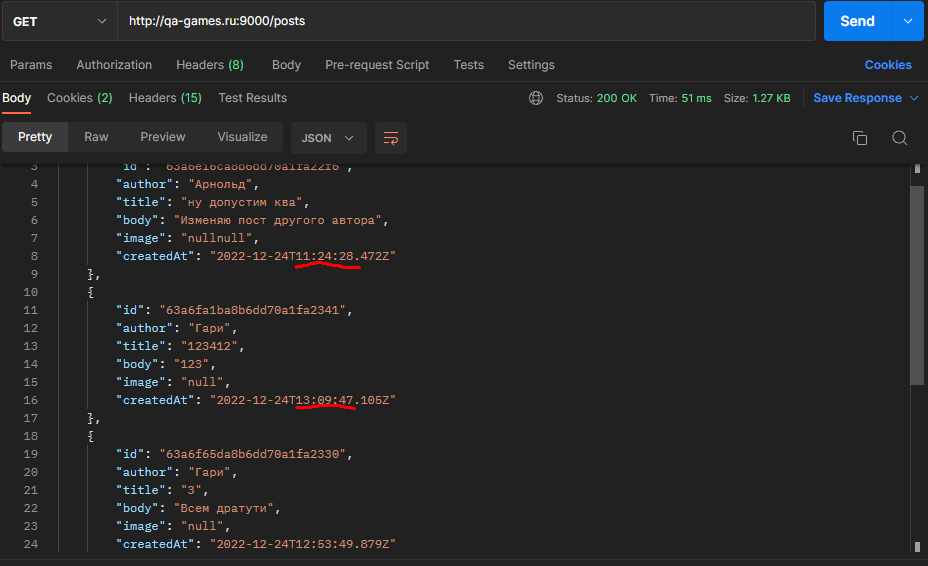 GET
http://qa-games.ru:9000/posts
Send
Params Authorization Headers (8) Body Pre-request Script Tests Settings Cookies
Body Cookies (2) Headers (15) Test Results Status: 200 OK Time: 51 ms Size: 1.27 KB Save Response
Pretty Raw Preview Visualize JSON
3 "id":
4 "author": "Арнольд",
5 "title": "ну допустим ква",
6 "body": "Изменяю пост другого автора",
7 "image": "nullnull",
8 "createdAt": "2022-12-24T11:24:28.472Z"
9 },
10 {
11 "id": "63a6fa1ba8b6dd70a1fa2341",
12 "author": "Гари",
13 "title": "123412",
14 "body": "123",
15 "image": "null",
16 "createdAt": "2022-12-24T13:09:47.105Z"
17 },
18 {
19 "id": "63a6f65da8b6dd70a1fa2330",
20 "author": "Гари",
21 "title": "3",
22 "body": "Всем дратути",
23 "image": "null",
24 "createdAt": "2022-12-24T12:53:49.879Z"